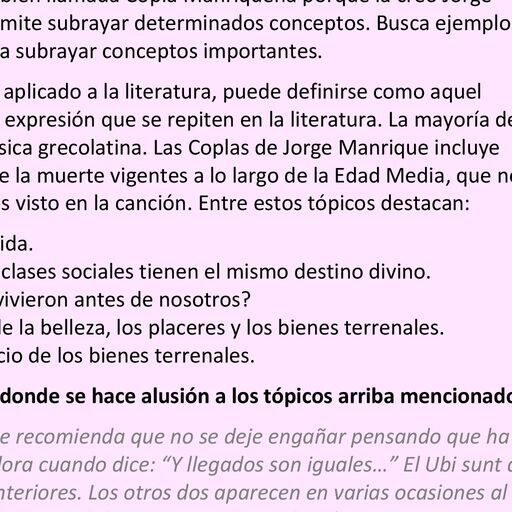 bién llamada Copla Manriqueña porque la creó Jorge
mite subrayar determinados conceptos. Busca ejemplo
a subrayar conceptos importantes.
aplicado a la literatura, puede definirse como aquel
expresión que se repiten en la literatura. La mayoría de
sica grecolatina. Las Coplas de Jorge Manrique incluye
e la muerte vigentes a lo largo de la Edad Media, que n
s visto en la canción. Entre estos tópicos destacan:
ida.
clases sociales tienen el mismo destino divino.
vivieron antes de nosotros?
de la belleza, los placeres y los bienes terrenales.
cio de los bienes terrenales.
donde se hace alusión a los tópicos arriba mencionado
e recomienda que no se deje engañar pensando que ha
dora cuando dice: “Y llegados son iguales…” El Ubi sunt
nteriores. Los otros dos aparecen en varias ocasiones al